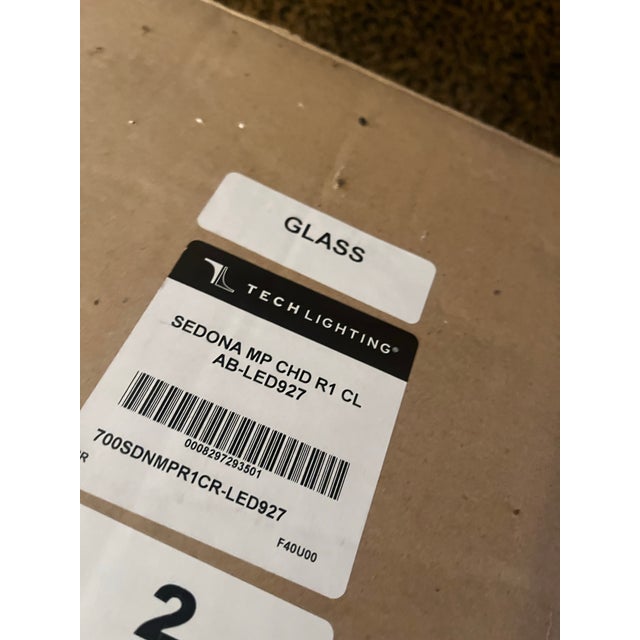 GLASS
TECH LIGHTING®
SEDONA MP CHD R1 CL
AB-LED927
0008297293501
700SDNMPR1CR-LED927
F40U00
2